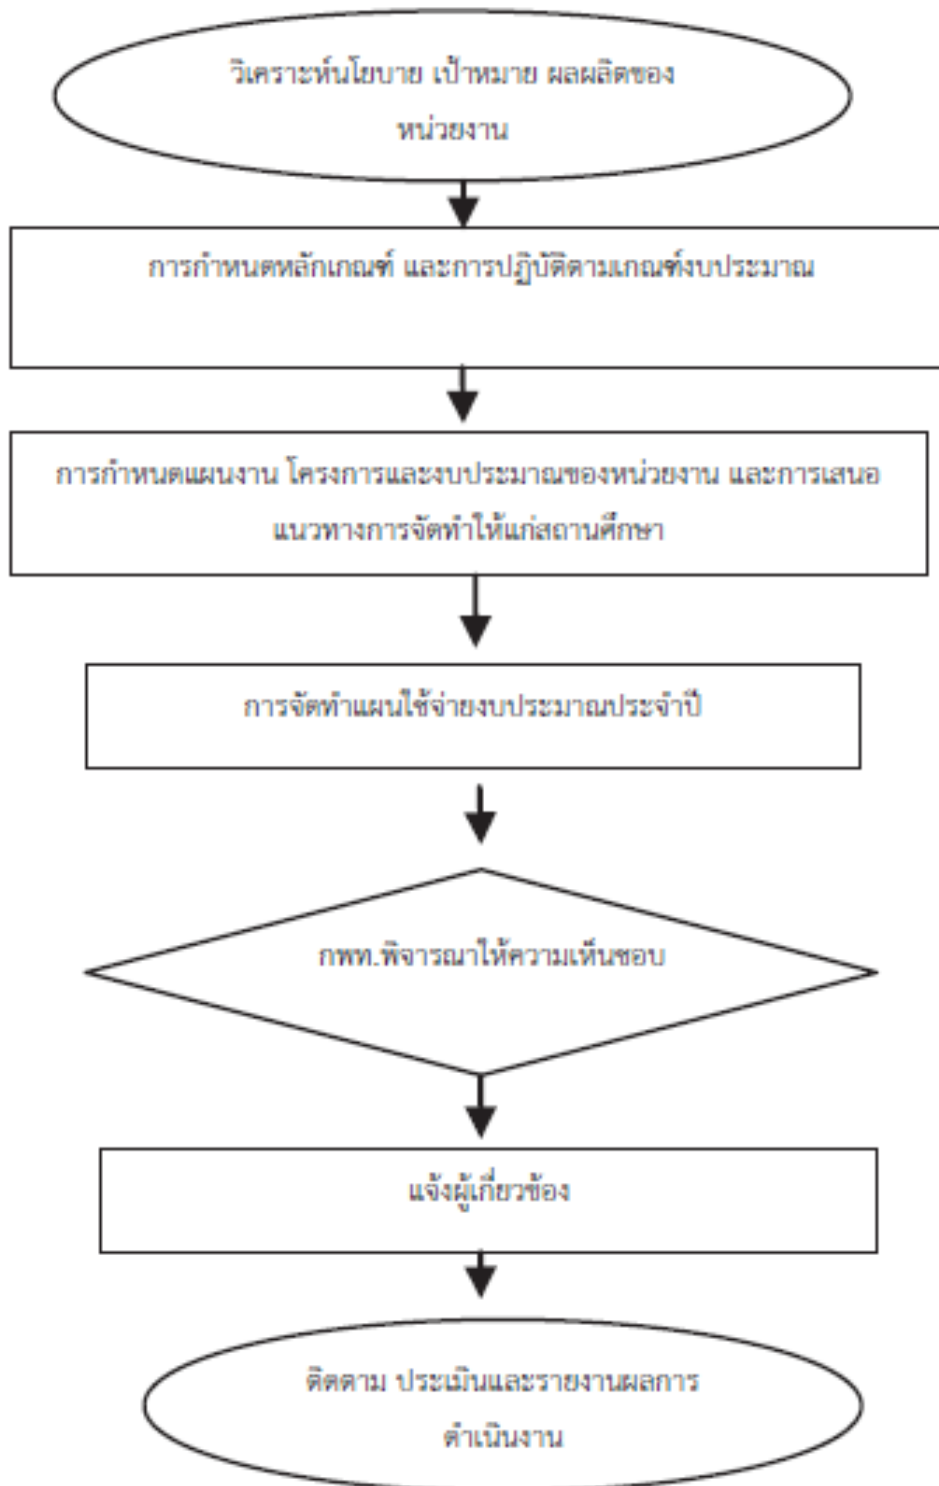 วิเคราะห์นโยบาย เป้าหมาย ผลผลิตของ
หน่วยงาน
การกำหนดหลักเกณฑ์ และการปฏิบัติตามเกณฑ์งบประมาณ
การกำหนดแผนงาน โครงการและงบประมาณของหน่วยงาน และการเสนอ
แนวทางการจัดทำให้แก่สถานศึกษา
การจัดทำแผนใช้จ่ายงบประมาณประจำปี
กพท.พิจารณาให้ความเห็นชอบ
แจ้งผู้เกี่ยวข้อง
ติดตาม ประเมินและรายงานผลการ
ดำเนินงาน